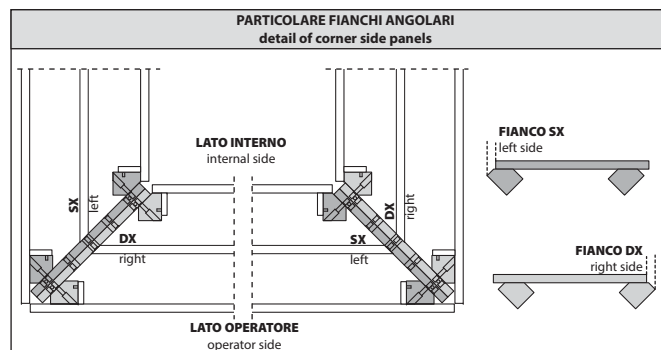 PARTICOLARE FIANCHI ANGOLARI
detail of corner side panels
LATO INTERNO
internal side
FIANCO SX
left side
SX
left
DX
right
DX
right
SX
left
FIANCO DX
right side
LATO OPERATORE
operator side